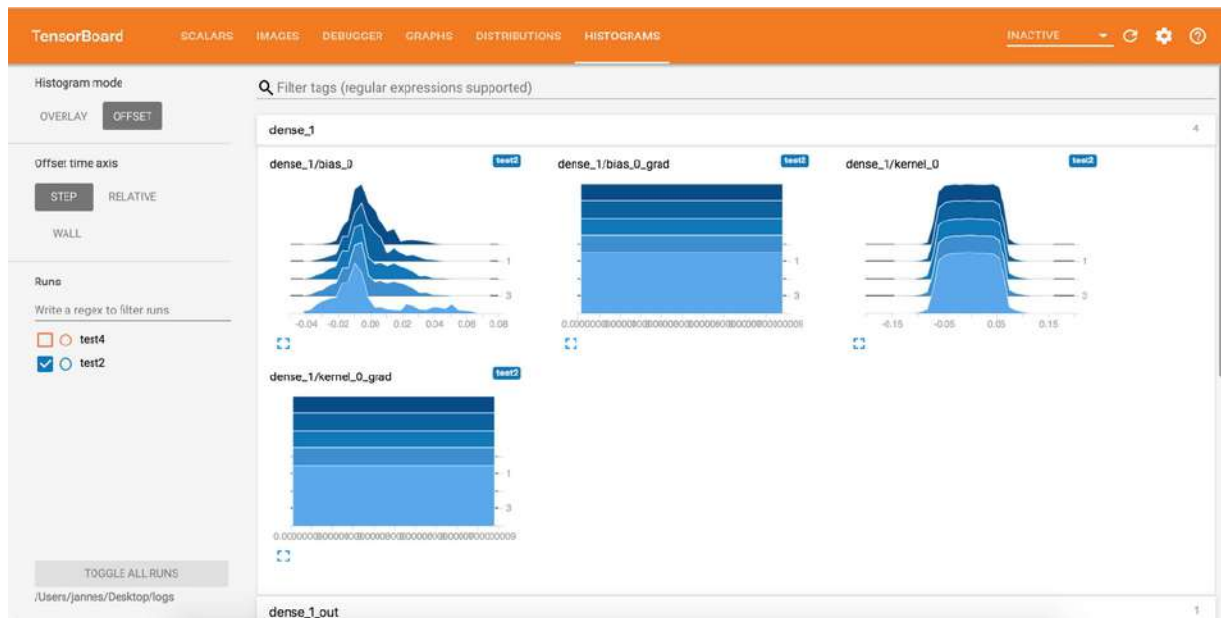 TensorBoard SCALARS IMAGES DEBUGGER GRAPHS DISTRIBUTIONS HISTOGRAMS INACTIVE
Histogram mode
OVERLAY OFFSET
Offset time axis
STEP RELATIVE
WALL
Runs
Write a regex to filter runs
test4
test2
TOGGLE ALL RUNS
/Users/jannes/Desktop/logs
Filter tags (regular expressions supported)
dense_1 4
dense_1/bias_0 test2
1
3
-0.04 -0.02 0.00 0.02 0.04 0.06 0.08
dense_1/bias_0_grad test2
1
3
dense_1/kernel_0 test2
1
3
-0.15 -0.05 0.05 0.15
dense_1/kernel_0_grad test2
1
3
dense_1_out 1